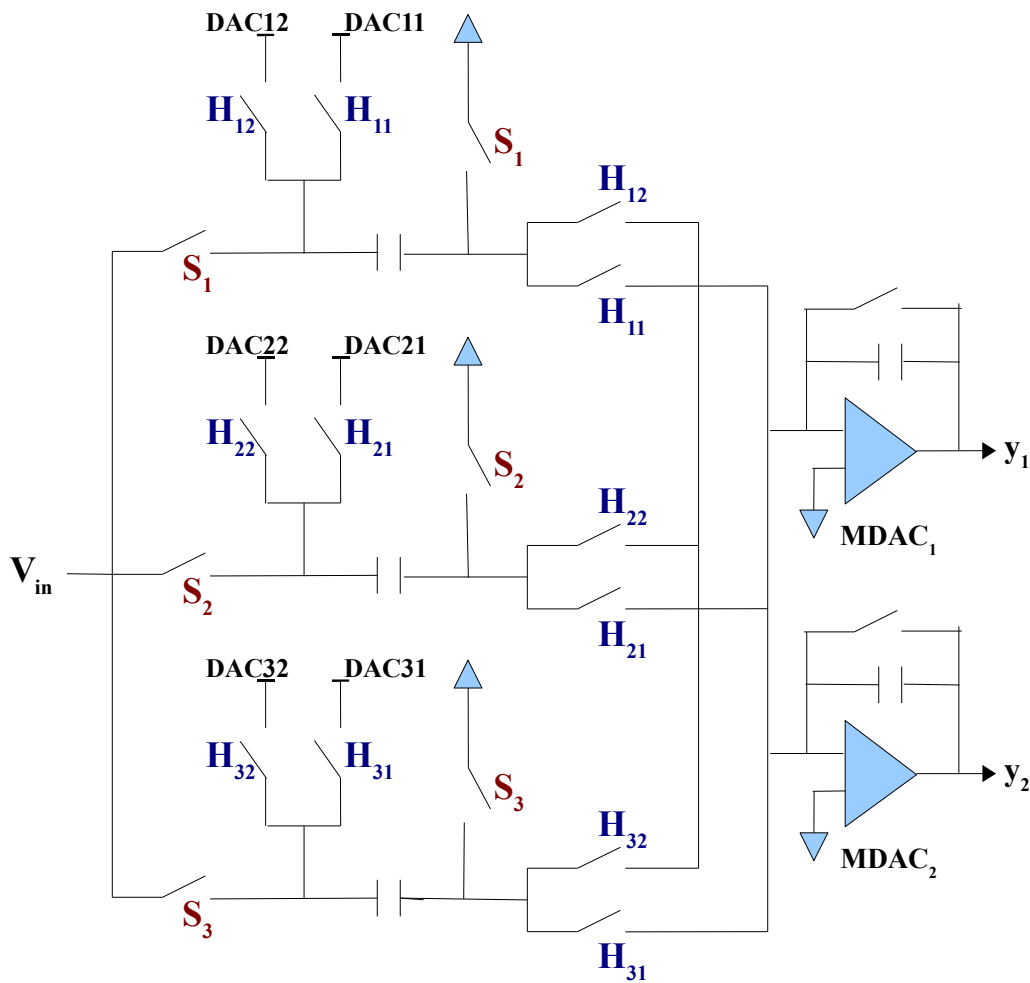 DAC12 DAC11
H₁₂ H₁₁ S₁
H₁₂
S₁
H₁₁
DAC22 DAC21
H₂₂ H₂₁ S₂
y₁
H₂₂
MDAC₁
V_in S₂
H₂₁
DAC32 DAC31
H₃₂ H₃₁ S₃
y₂
H₃₂
MDAC₂
S₃
H₃₁